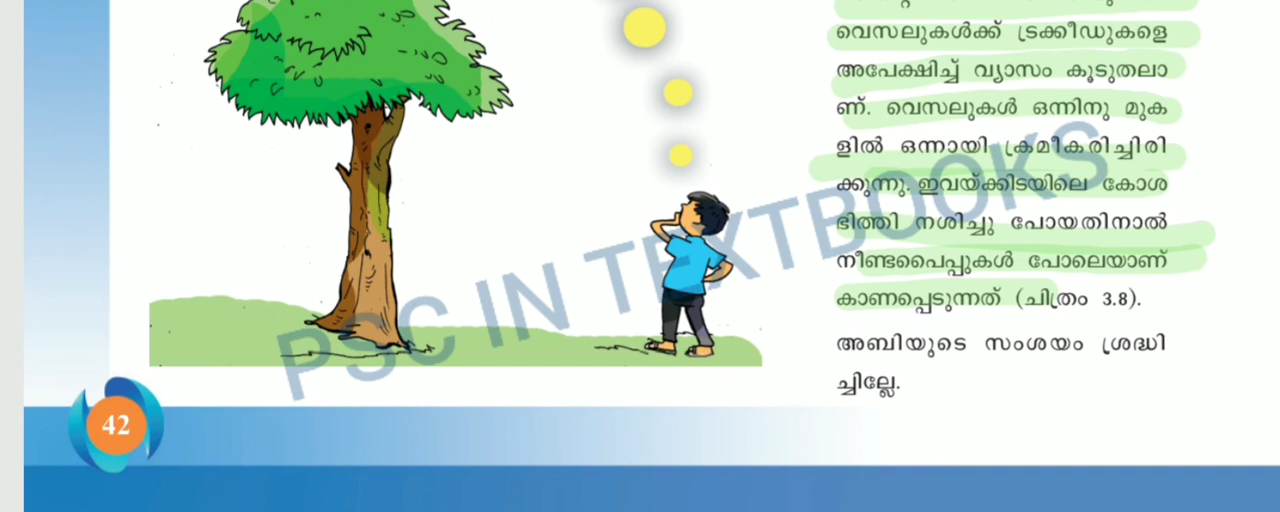 വെസലുകൾക്ക് ട്രക്കീഡുകളെ
അപേക്ഷിച്ച് വ്യാസം കൂടുതലാ
ണ്. വെസലുകൾ ഒന്നിനു മുക
ളിൽ ഒന്നായി ക്രമീകരിച്ചിരി
ക്കുന്നു. ഇവയ്ക്കിടയിലെ കോശ
ഭിത്തി നശിച്ചു പോയതിനാൽ
നീണ്ടപൈപ്പുകൾ പോലെയാണ്
കാണപ്പെടുന്നത് (ചിത്രം 3.8).
അബിയുടെ സംശയം ശ്രദ്ധി
ച്ചില്ലേ.
PSC IN TEXTBOOKS
42